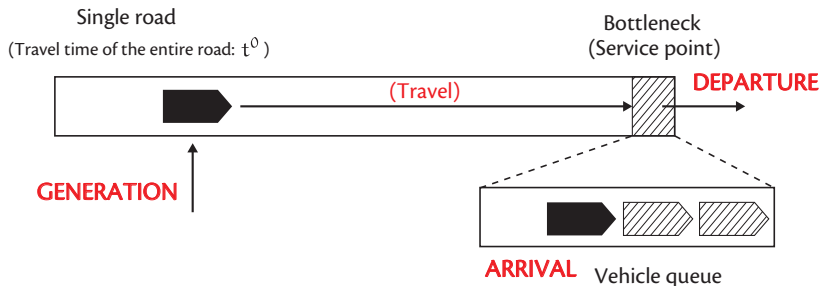 Single road
(Travel time of the entire road: t⁰ )
Bottleneck
(Service point)
DEPARTURE
(Travel)
GENERATION
ARRIVAL
Vehicle queue